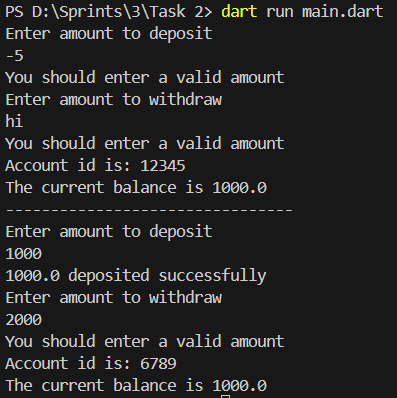 PS D:\Sprints\3\Task 2> dart run main.dart
Enter amount to deposit
-5
You should enter a valid amount
Enter amount to withdraw
hi
You should enter a valid amount
Account id is: 12345
The current balance is 1000.0
--------------------------------
Enter amount to deposit
1000
1000.0 deposited successfully
Enter amount to withdraw
2000
You should enter a valid amount
Account id is: 6789
The current balance is 1000.0